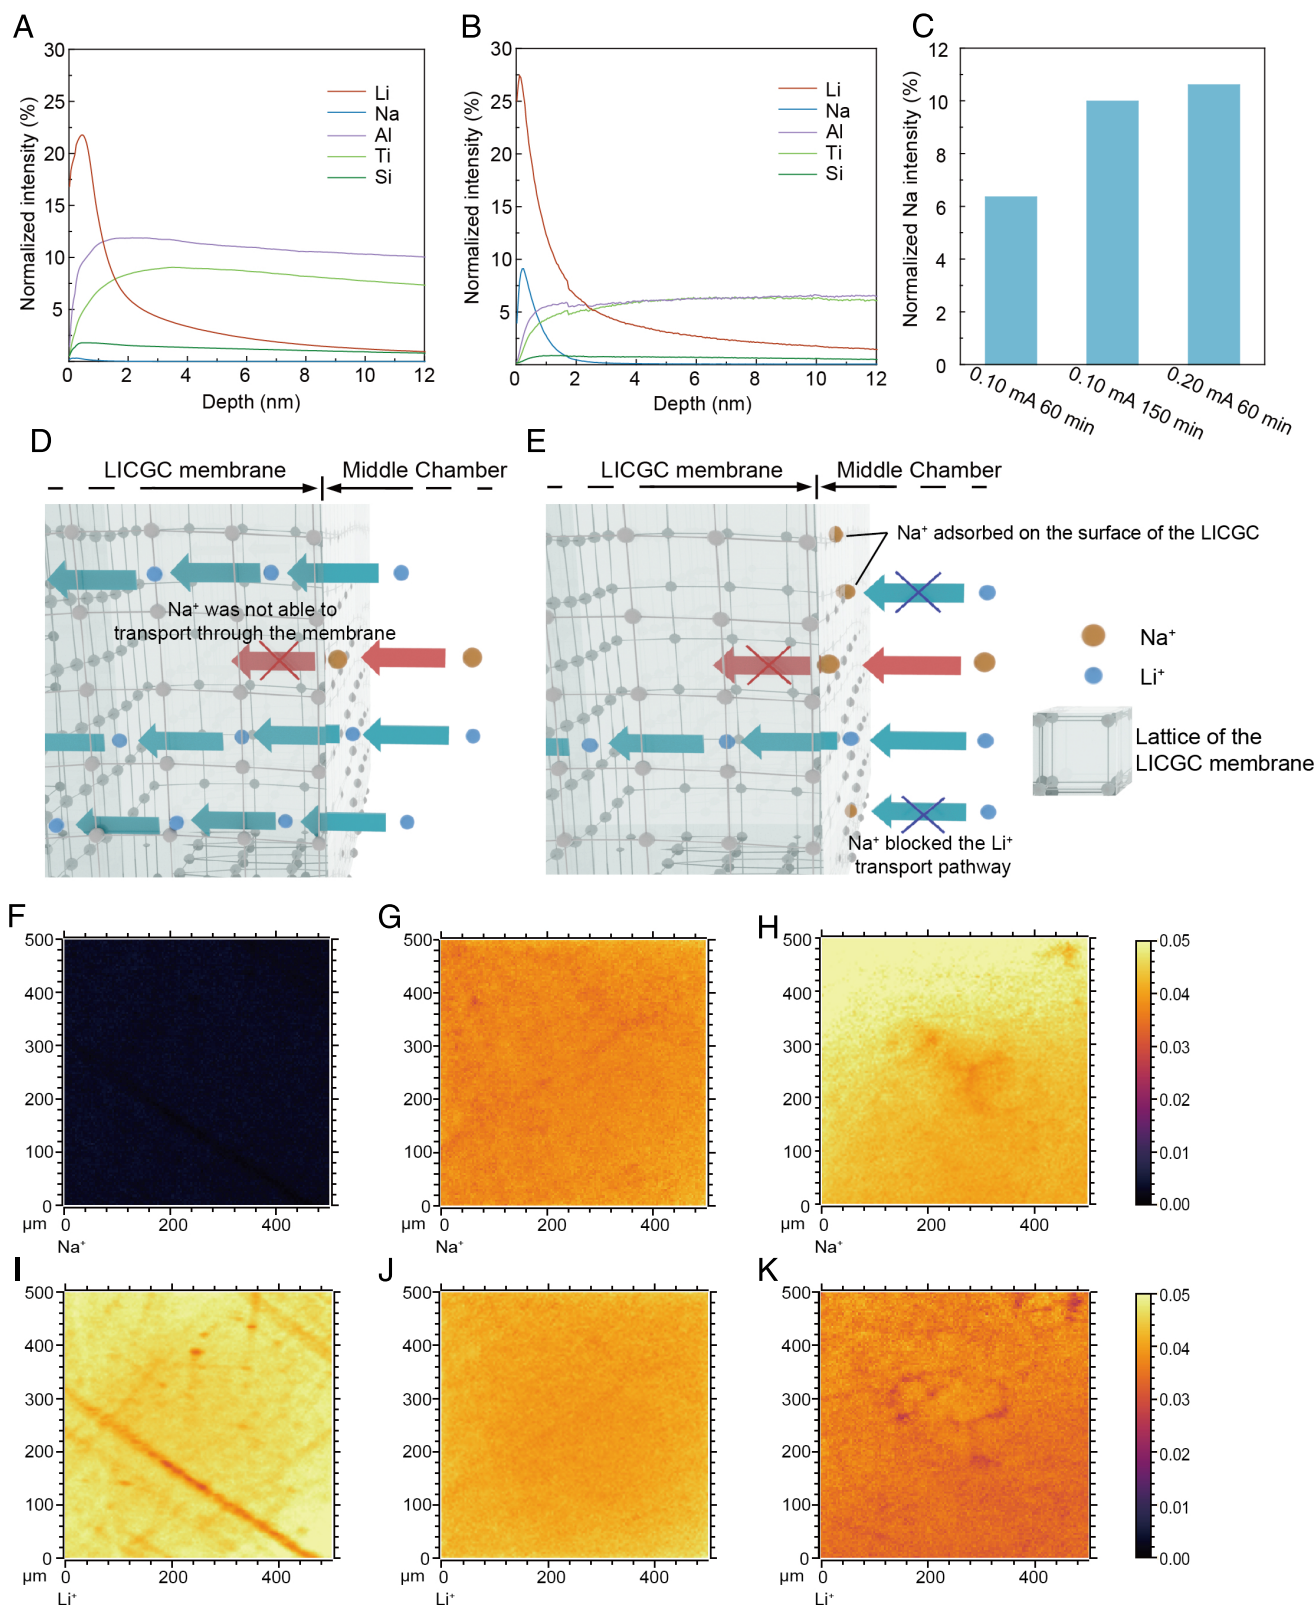 A
B
C
30
25
20
15
10
5
0
2
4
6
8
10
12
Normalized intensity (%)
Depth (nm)
Li
Na
Al
Ti
Si
30
25
20
15
10
5
0
2
4
6
8
10
12
Normalized intensity (%)
Depth (nm)
Li
Na
Al
Ti
Si
12
10
8
6
4
2
0
Normalized Na intensity (%)
0.10 mA 60 min
0.10 mA 150 min
0.20 mA 60 min
D
LICGC membrane
Middle Chamber
Na⁺ was not able to
transport through the membrane
E
LICGC membrane
Middle Chamber
Na⁺ adsorbed on the surface of the LICGC
Na⁺ blocked the Li⁺
transport pathway
Na⁺
Li⁺
Lattice of the
LICGC membrane
F
500
400
300
200
100
0
µm
0
200
400
Na⁺
G
500
400
300
200
100
0
µm
0
200
400
Na⁺
H
500
400
300
200
100
0
µm
0
200
400
Na⁺
0.05
0.04
0.03
0.02
0.01
0.00
I
500
400
300
200
100
0
µm
0
200
400
Li⁺
J
500
400
300
200
100
0
µm
0
200
400
Li⁺
K
500
400
300
200
100
0
µm
0
200
400
Li⁺
0.05
0.04
0.03
0.02
0.01
0.00